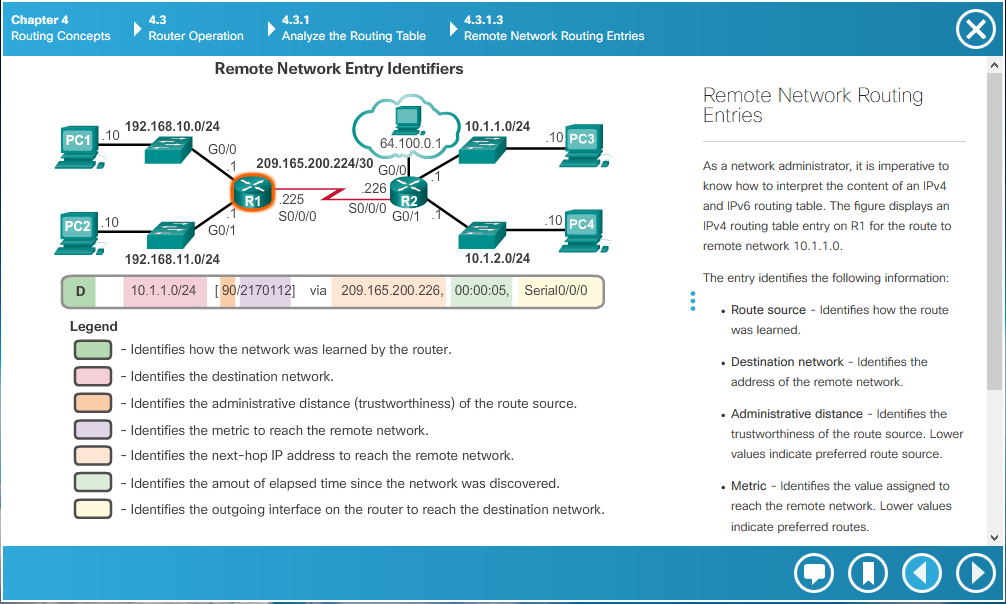 Chapter 4
Routing Concepts
4.3
Router Operation
4.3.1
Analyze the Routing Table
4.3.1.3
Remote Network Routing Entries
Remote Network Entry Identifiers
192.168.10.0/24
PC1
.10
G0/0
.1
209.165.200.224/30
64.100.0.1
10.1.1.0/24
.10
PC3
G0/0
.1
R1
.225
S0/0/0
.226
S0/0/0
R2
G0/1
.1
PC2
.10
.1
G0/1
192.168.11.0/24
.10
PC4
10.1.2.0/24
D 10.1.1.0/24 [ 90/2170112] via 209.165.200.226, 00:00:05, Serial0/0/0
Legend
- Identifies how the network was learned by the router.
- Identifies the destination network.
- Identifies the administrative distance (trustworthiness) of the route source.
- Identifies the metric to reach the remote network.
- Identifies the next-hop IP address to reach the remote network.
- Identifies the amout of elapsed time since the network was discovered.
- Identifies the outgoing interface on the router to reach the destination network.
Remote Network Routing
Entries
As a network administrator, it is imperative to
know how to interpret the content of an IPv4
and IPv6 routing table. The figure displays an
IPv4 routing table entry on R1 for the route to
remote network 10.1.1.0.
The entry identifies the following information:
• Route source - Identifies how the route
was learned.
• Destination network - Identifies the
address of the remote network.
• Administrative distance - Identifies the
trustworthiness of the route source. Lower
values indicate preferred route source.
• Metric - Identifies the value assigned to
reach the remote network. Lower values
indicate preferred routes.